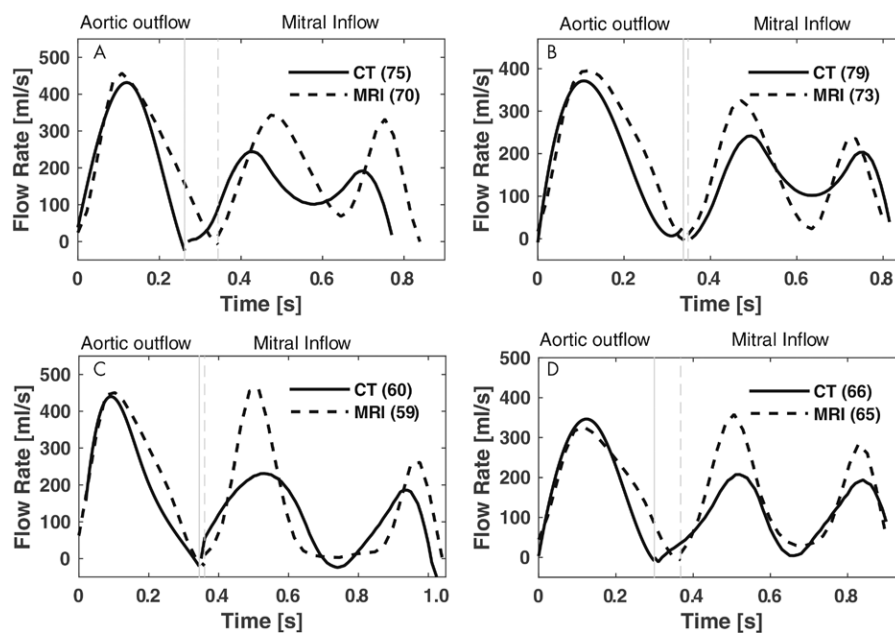 Aortic outflow Mitral Inflow
A
CT (75)
MRI (70)
Flow Rate [ml/s]
500
400
300
200
100
0
0 0.2 0.4 0.6 0.8
Time [s]
Aortic outflow Mitral Inflow
B
CT (79)
MRI (73)
Flow Rate [ml/s]
400
300
200
100
0
0 0.2 0.4 0.6 0.8
Time [s]
Aortic outflow Mitral Inflow
C
CT (60)
MRI (59)
Flow Rate [ml/s]
500
400
300
200
100
0
0 0.2 0.4 0.6 0.8 1.0
Time [s]
Aortic outflow Mitral Inflow
D
CT (66)
MRI (65)
Flow Rate [ml/s]
500
400
300
200
100
0
0 0.2 0.4 0.6 0.8
Time [s]